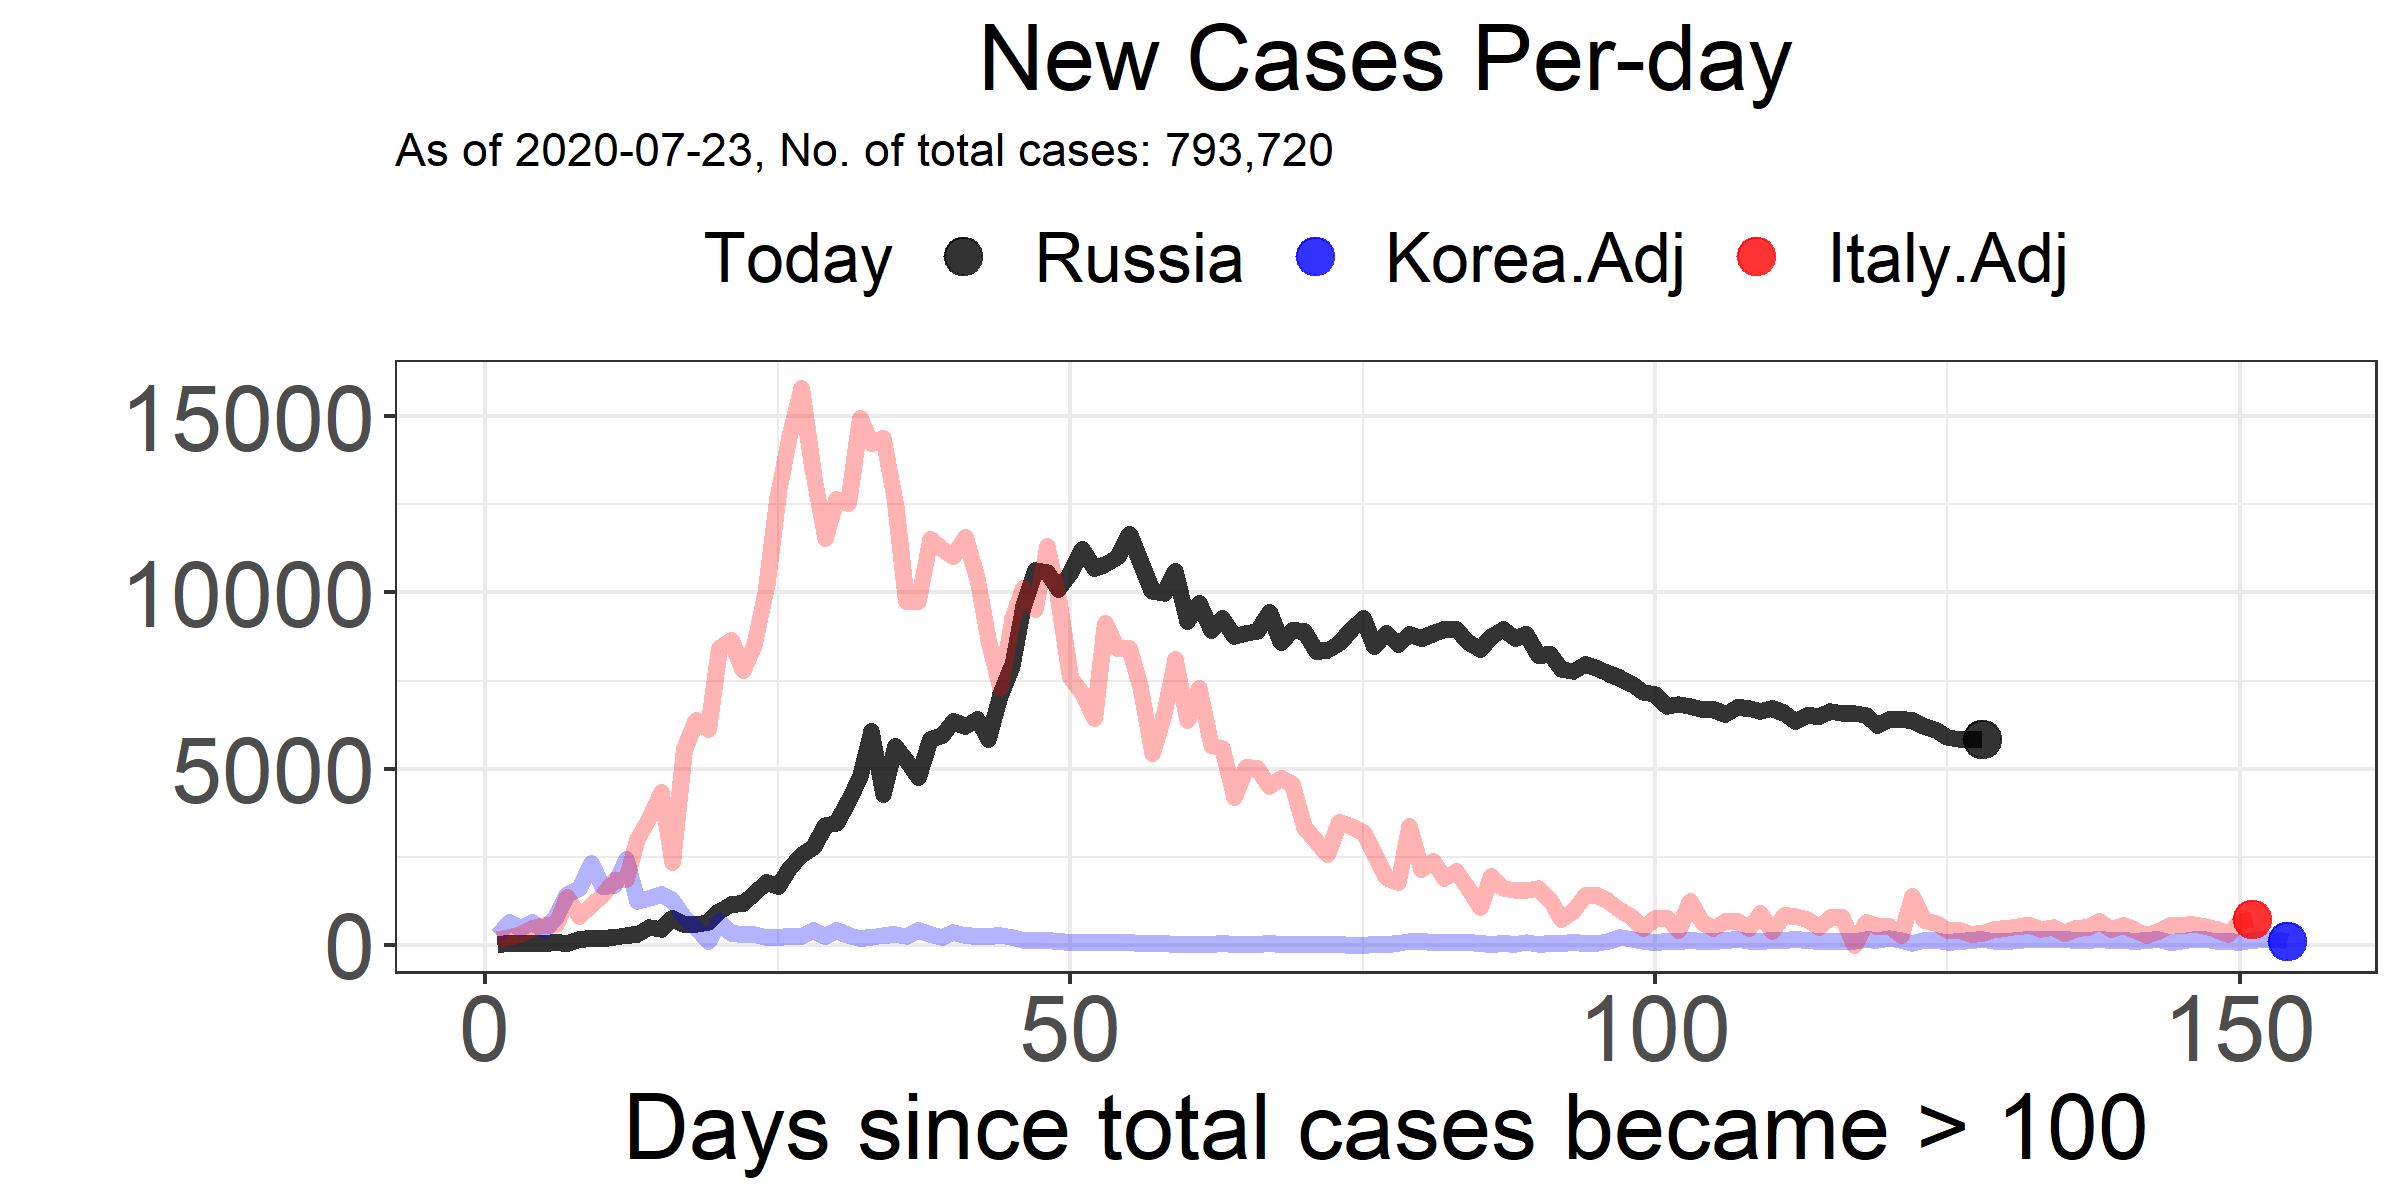 New Cases Per-day
As of 2020-07-23, No. of total cases: 793,720
Today Russia Korea.Adj Italy.Adj
15000
10000
5000
0
0 50 100 150
Days since total cases became > 100